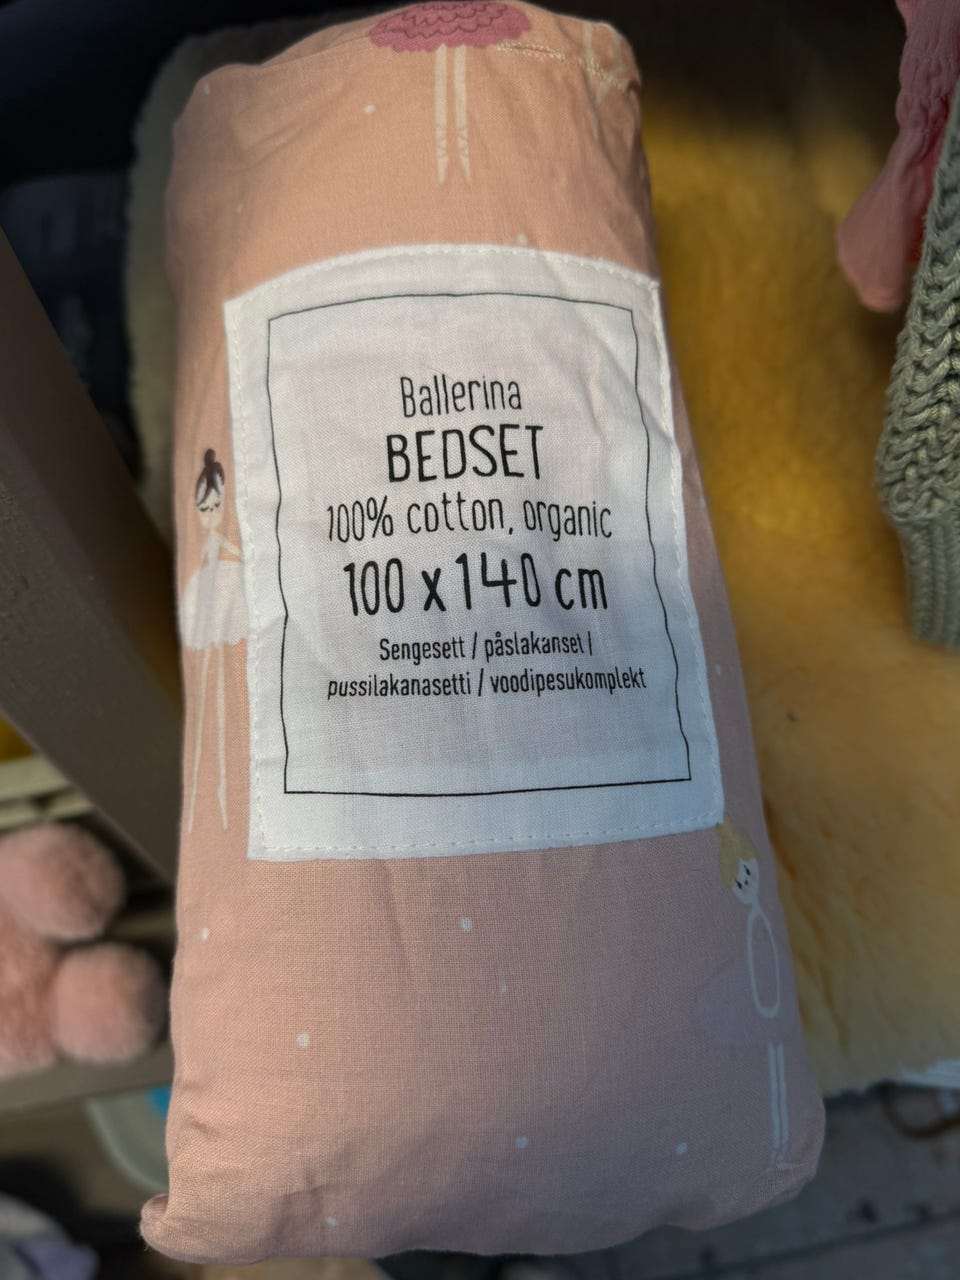 Ballerina
BEDSET
100% cotton, organic
100 x 140 cm
Sengesett / påslakanset /
pussilakanasetti / voodipesukomplekt